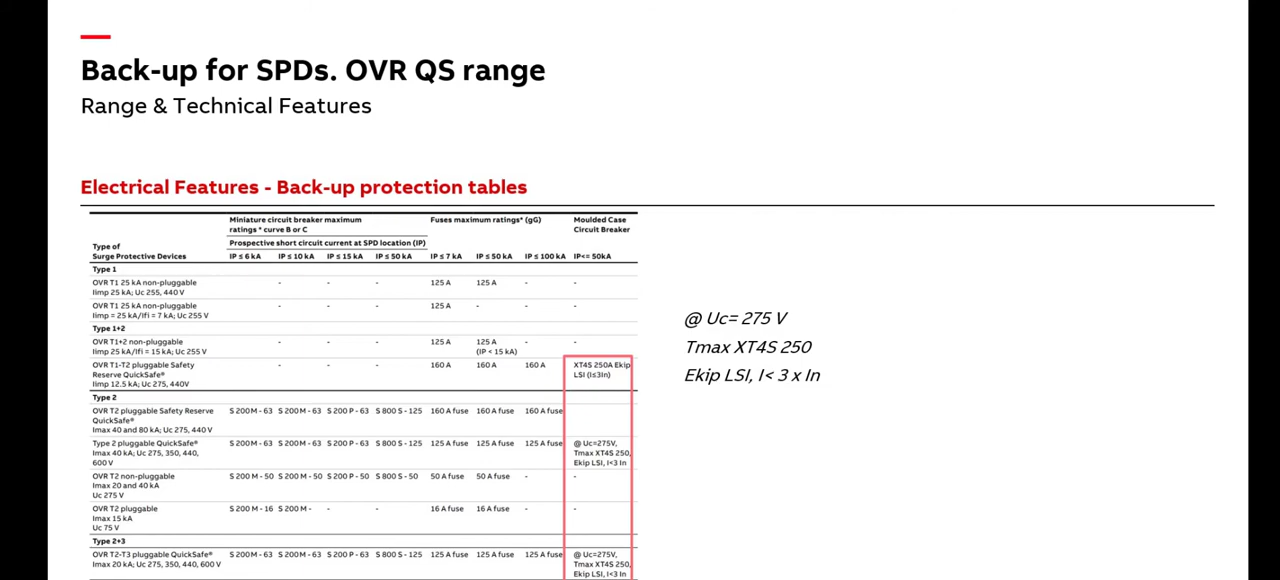 Back-up for SPDs. OVR QS range
Range & Technical Features
Electrical Features - Back-up protection tables
Miniature circuit breaker maximum Fuses maximum ratings* (gG) Moulded Case
ratings * curve B or C Circuit Breaker
Prospective short circuit current at SPD location (IP)
Type of
Surge Protective Devices IP ≤ 6 kA IP ≤ 10 kA IP ≤ 15 kA IP ≤ 50 kA IP ≤ 7 kA IP ≤ 50 kA IP ≤ 100 kA IP<= 50kA
Type 1
OVR T1 25 kA non-pluggable - - - 125 A 125 A - -
Iimp 25 kA; Uc 255, 440 V
OVR T1 25 kA non-pluggable - - - 125 A - - -
Iimp = 25 kA/Ifi = 7 kA; Uc 255 V
Type 1+2
OVR T1+2 non-pluggable - - - 125 A 125 A - -
Iimp 25 kA/Ifi = 15 kA; Uc 255 V (IP < 15 kA)
OVR T1-T2 pluggable Safety - - - 160 A 160 A 160 A XT4S 250A Ekip
Reserve QuickSafe® LSI (I≤3In)
Iimp 12.5 kA; Uc 275, 440V
Type 2
OVR T2 pluggable Safety Reserve S 200 M - 63 S 200 M - 63 S 200 P - 63 S 800 S - 125 160 A fuse 160 A fuse 160 A fuse
QuickSafe®
Imax 40 and 80 kA; Uc 275, 440 V
Type 2 pluggable QuickSafe® S 200 M - 63 S 200 M - 63 S 200 P - 63 S 800 S - 125 125 A fuse 125 A fuse 125 A fuse @ Uc=275V,
Imax 40 kA; Uc 275, 350, 440, Tmax XT4S 250,
600 V Ekip LSI, I<3 In
OVR T2 non-pluggable S 200 M - 50 S 200 M - 50 S 200 P - 50 S 800 S - 50 50 A fuse 50 A fuse - -
Imax 20 and 40 kA
Uc 275 V
OVR T2 pluggable S 200 M - 16 S 200 M - - - 16 A fuse 16 A fuse - -
Imax 15 kA
Uc 75 V
Type 2+3
OVR T2-T3 pluggable QuickSafe® S 200 M - 63 S 200 M - 63 S 200 P - 63 S 800 S - 125 125 A fuse 125 A fuse 125 A fuse @ Uc=275V,
Imax 20 kA; Uc 275, 350, 440, 600 V Tmax XT4S 250,
Ekip LSI, I<3 In
@ Uc= 275 V
Tmax XT4S 250
Ekip LSI, I< 3 x In